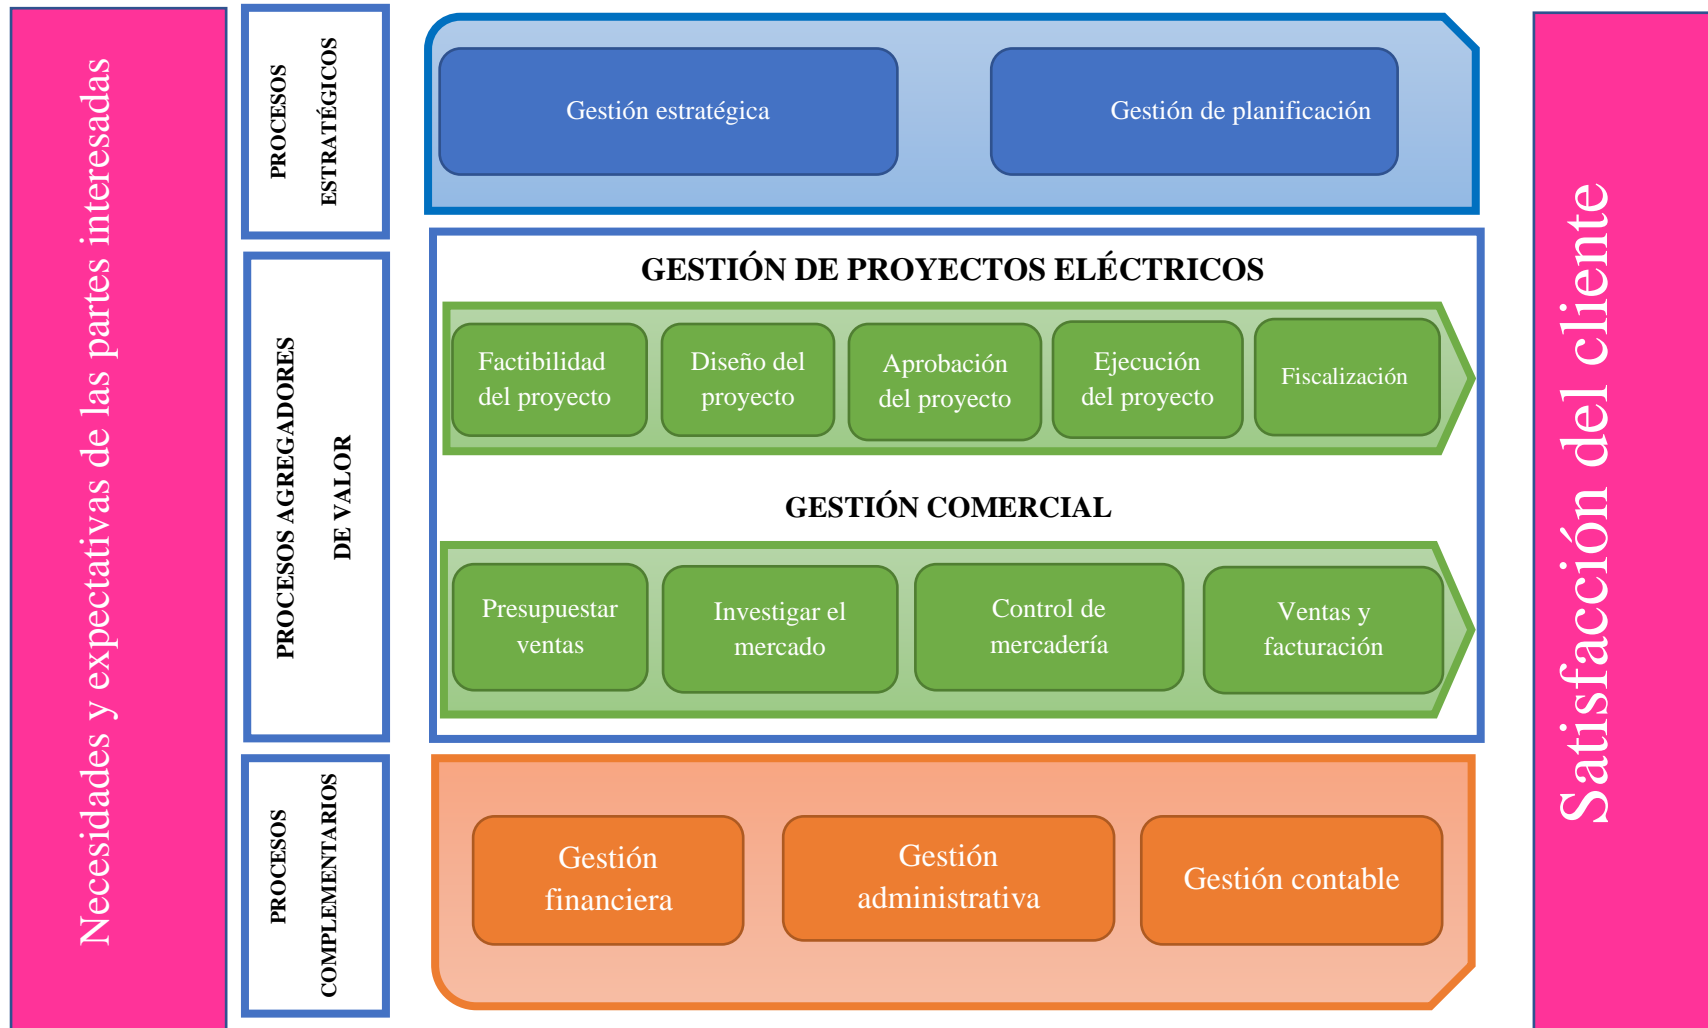 Necesidades y expectativas de las partes interesadas
PROCESOS
ESTRATÉGICOS
Gestión estratégica
Gestión de planificación
PROCESOS AGREGADORES
DE VALOR
GESTIÓN DE PROYECTOS ELÉCTRICOS
Factibilidad
del proyecto
Diseño del
proyecto
Aprobación
del proyecto
Ejecución
del proyecto
Fiscalización
GESTIÓN COMERCIAL
Presupuestar
ventas
Investigar el
mercado
Control de
mercadería
Ventas y
facturación
PROCESOS
COMPLEMENTARIOS
Gestión
financiera
Gestión
administrativa
Gestión contable
Satisfacción del cliente